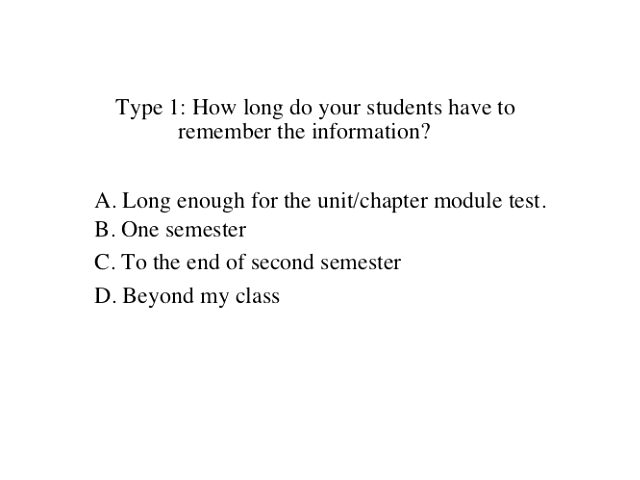 Type 1: How long do your students have to
remember the information?
A. Long enough for the unit/chapter module test.
B. One semester
C. To the end of second semester
D. Beyond my class